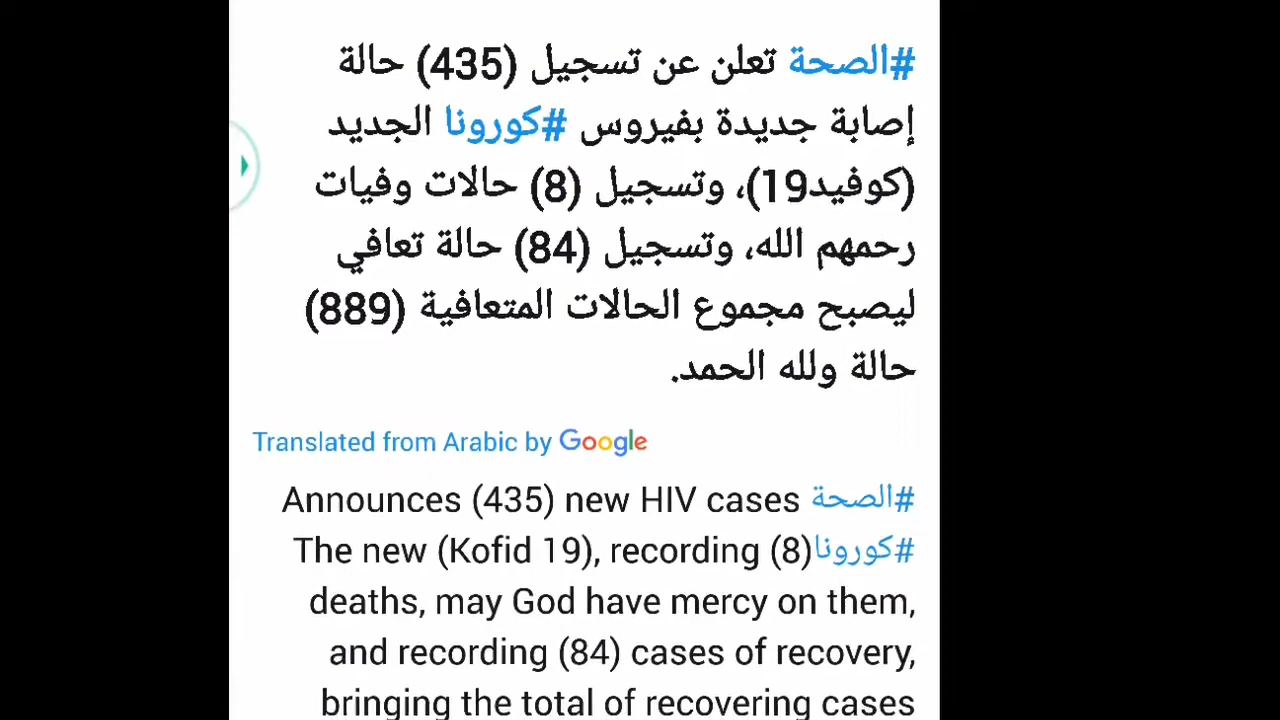 #الصحة تعلن عن تسجيل (435) حالة
إصابة جديدة بفيروس #كورونا الجديد
(كوفيد19)، وتسجيل (8) حالات وفيات
رحمهم الله، وتسجيل (84) حالة تعافي
ليصبح مجموع الحالات المتعافية (889)
حالة ولله الحمد.
Translated from Arabic by Google
Announces (435) new HIV cases #الصحة
The new (Kofid 19), recording (8)#كورونا
deaths, may God have mercy on them,
and recording (84) cases of recovery,
bringing the total of recovering cases